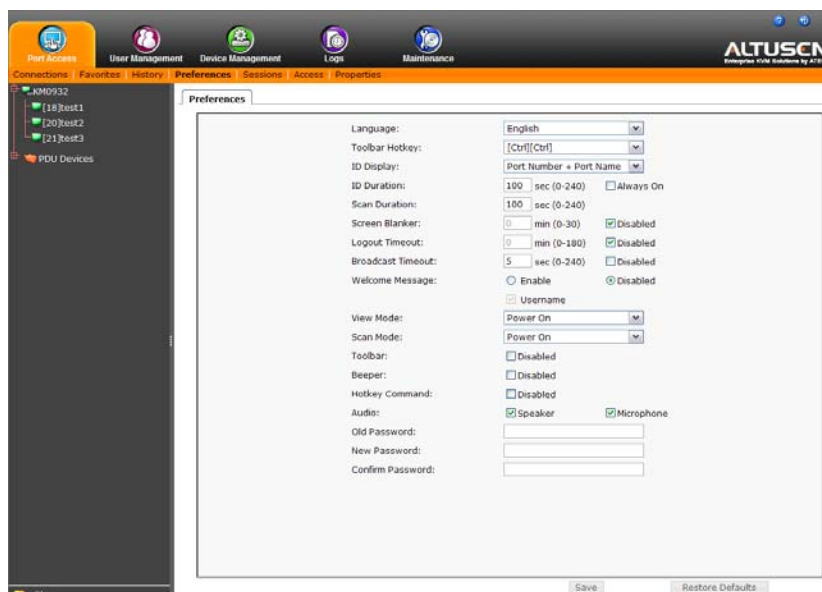 ALTUSEN
Enterprise KVM Solutions by ATEN
Port Access User Management Device Management Logs Maintenance
Connections Favorites History Preferences Sessions Access Properties
KM0932
[18]test1
[20]test2
[21]test3
PDU Devices
Preferences
Language: English
Toolbar Hotkey: [Ctrl][Ctrl]
ID Display: Port Number + Port Name
ID Duration: 100 sec (0-240) Always On
Scan Duration: 100 sec (0-240)
Screen Blanker: 0 min (0-30) Disabled
Logout Timeout: 0 min (0-180) Disabled
Broadcast Timeout: 5 sec (0-240) Disabled
Welcome Message: Enable Disabled
Username
View Mode: Power On
Scan Mode: Power On
Toolbar: Disabled
Beeper: Disabled
Hotkey Command: Disabled
Audio: Speaker Microphone
Old Password:
New Password:
Confirm Password:
Save Restore Defaults